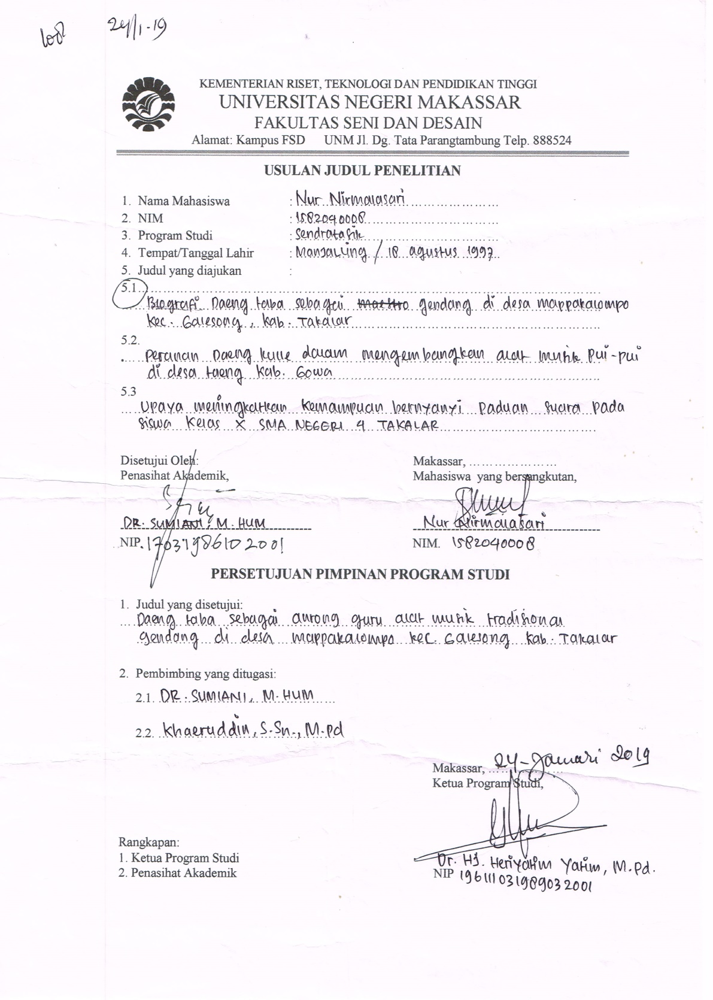 24/1-19
KEMENTERIAN RISET, TEKNOLOGI DAN PENDIDIKAN TINGGI
UNIVERSITAS NEGERI MAKASSAR
FAKULTAS SENI DAN DESAIN
Alamat: Kampus FSD UNM Jl. Dg. Tata Parangtambung Telp. 888524
USULAN JUDUL PENELITIAN
1. Nama Mahasiswa : Nur Nirmalasari
2. NIM : 1582040008
3. Program Studi : Sendratasik
4. Tempat/Tanggal Lahir : Manjalling / 18 agustus 1997
5. Judul yang diajukan :
5.1
Biografi Daeng taba sebagai maestro gendang di desa mappakalompo
kec. Galesong, kab. Takalar
5.2.
Peranan Daeng kulle dalam mengembangkan alat musik Pui-pui
di desa taeng kab. Gowa
5.3
Upaya meningkatkan kemampuan bernyanyi paduan suara pada
siswa kelas X SMA NEGERI 4 TAKALAR
Disetujui Oleh:
Penasihat Akademik,
Makassar, .....................
Mahasiswa yang bersangkutan,
DR. SUMIANI, M. HUM
Nur Nirmalasari
NIP.
NIM. 1582040008
PERSETUJUAN PIMPINAN PROGRAM STUDI
1. Judul yang disetujui:
Daeng taba sebagai anrong guru alat musik tradisional
gendang di desa mappakalompo kec. Galesong kab. Takalar
2. Pembimbing yang ditugasi:
2.1. DR. SUMIANI, M. HUM
2.2. Khaeruddin, S.Sn., M.Pd
Makassar, 24-Januari 2019
Ketua Program Studi,
Rangkapan:
1. Ketua Program Studi
2. Penasihat Akademik
Dr. Hj. Heriyatim Yatim, M.Pd.
NIP 196111031989032001